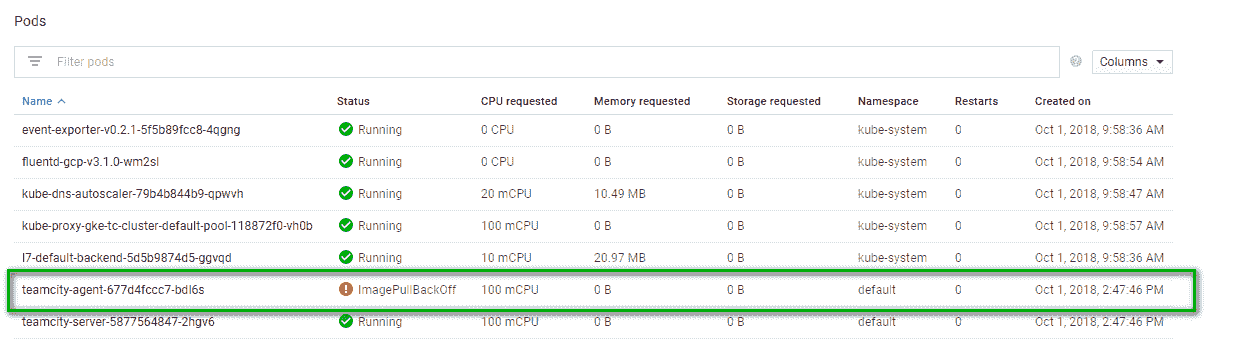 Pods
Filter pods
Columns
Name Status CPU requested Memory requested Storage requested Namespace Restarts Created on
event-exporter-v0.2.1-5f5b89fcc8-4qgng Running 0 CPU 0 B 0 B kube-system 0 Oct 1, 2018, 9:58:36 AM
fluentd-gcp-v3.1.0-wm2sl Running 0 CPU 0 B 0 B kube-system 0 Oct 1, 2018, 9:58:54 AM
kube-dns-autoscaler-79b4b844b9-qpwvh Running 20 mCPU 10.49 MB 0 B kube-system 0 Oct 1, 2018, 9:58:47 AM
kube-proxy-gke-tc-cluster-default-pool-118872f0-vh0b Running 100 mCPU 0 B 0 B kube-system 0 Oct 1, 2018, 9:58:57 AM
l7-default-backend-5d5b9874d5-ggvqd Running 10 mCPU 20.97 MB 0 B kube-system 0 Oct 1, 2018, 9:58:36 AM
teamcity-agent-677d4fccc7-bdl6s ImagePullBackOff 100 mCPU 0 B 0 B default 0 Oct 1, 2018, 2:47:46 PM
teamcity-server-5877564847-2hgv6 Running 100 mCPU 0 B 0 B default 0 Oct 1, 2018, 2:47:46 PM